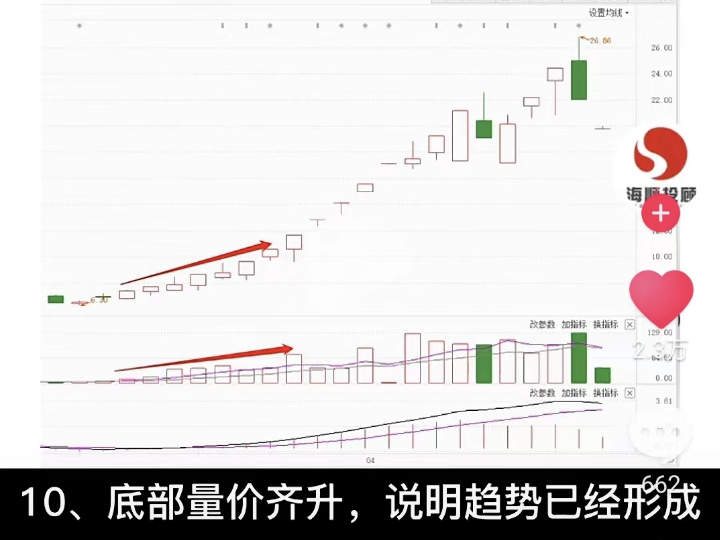 设置均线
26.86
26.00
24.00
22.00
海顺投顾
10.00
6.30
改参数 加指标 换指标
129.00
2.3万
64.69
0.00
改参数 加指标 换指标
3.61
04
662
10、底部量价齐升，说明趋势已经形成